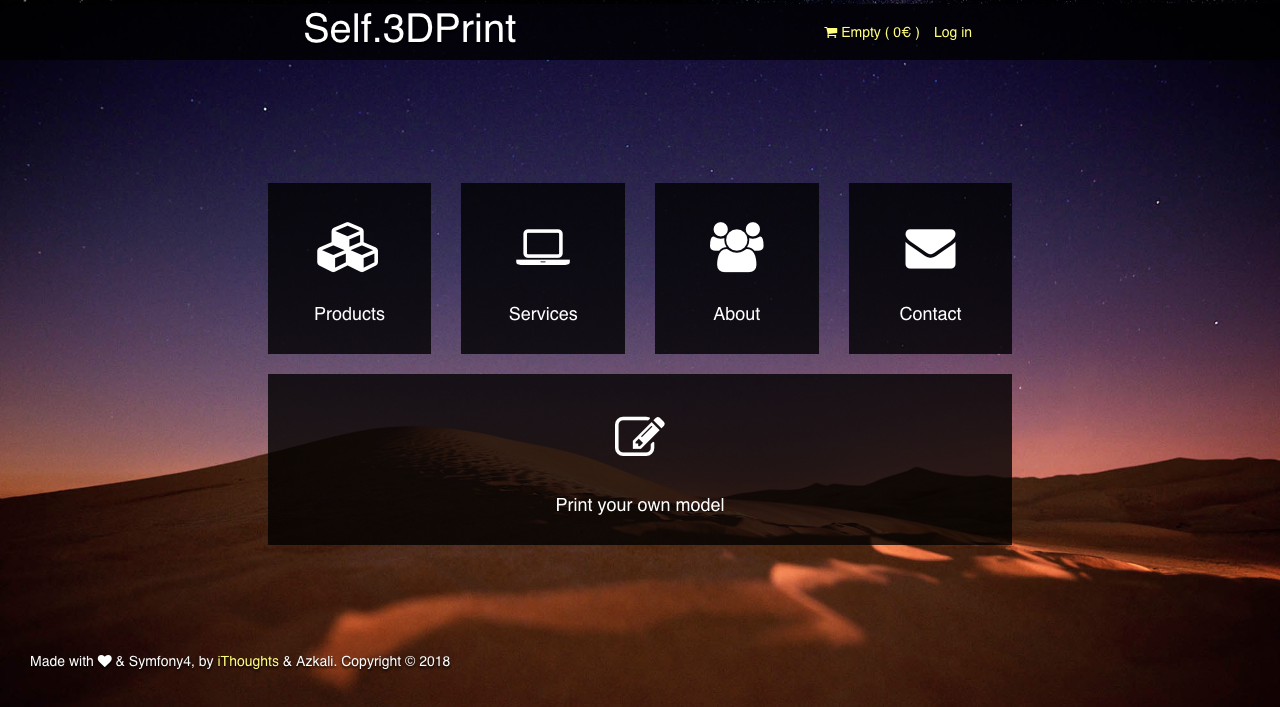 Self.3DPrint
Empty ( 0€ ) Log in
Products
Services
About
Contact
Print your own model
Made with & Symfony4, by iThoughts & Azkali. Copyright © 2018